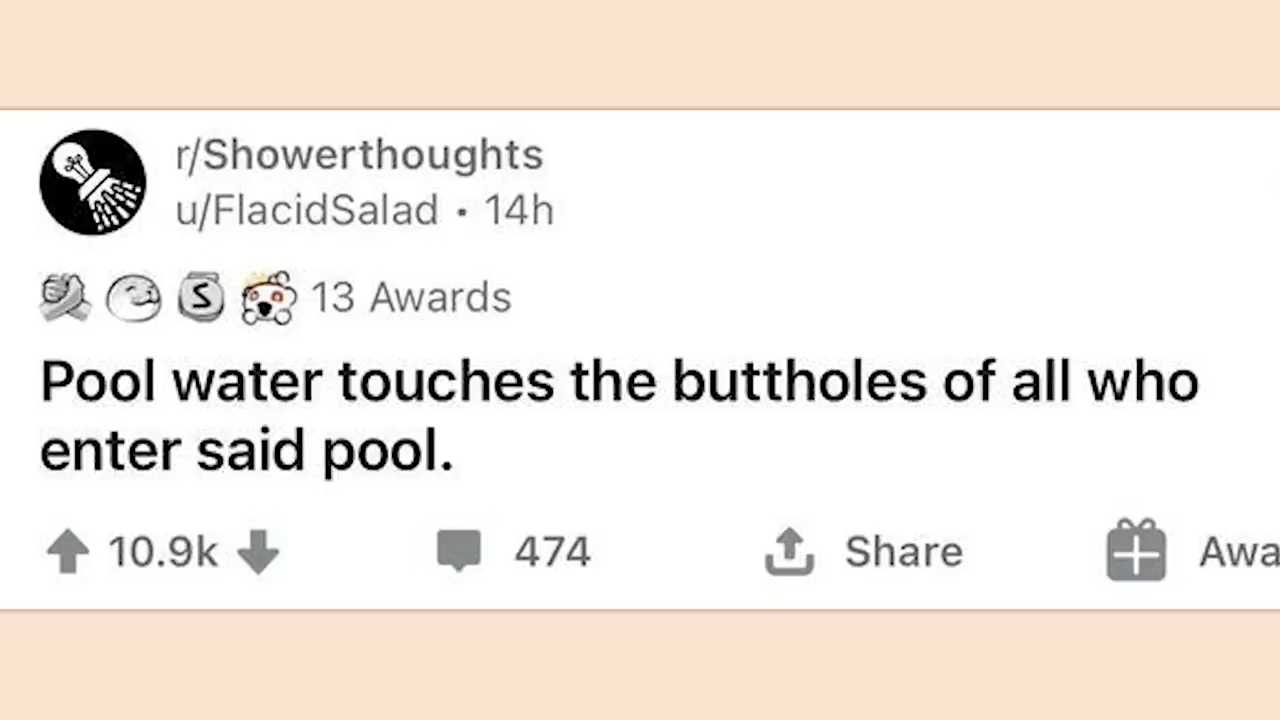 r/Showerthoughts
u/FlacidSalad • 14h
13 Awards
Pool water touches the buttholes of all who
enter said pool.
10.9k 474 Share Awa